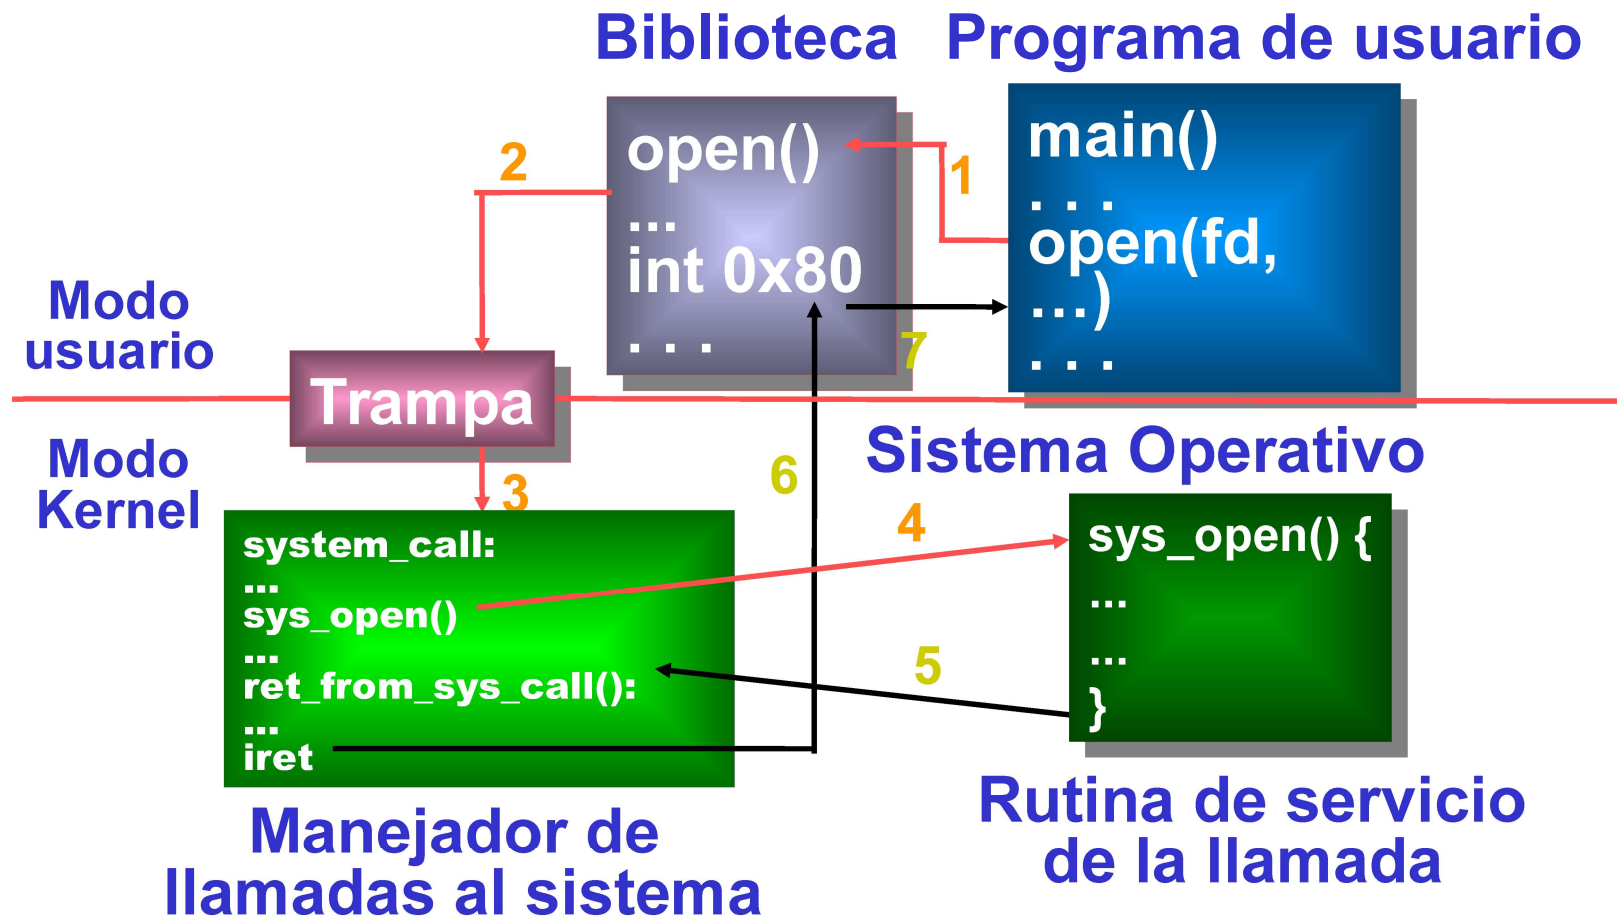 Biblioteca
Programa de usuario
open()
...
int 0x80
. . .
main()
. . .
open(fd,
...)
. . .
1
2
7
Modo
usuario
Trampa
Modo
Kernel
3
6
Sistema Operativo
4
5
system_call:
...
sys_open()
...
ret_from_sys_call():
...
iret
sys_open() {
...
...
}
Manejador de
llamadas al sistema
Rutina de servicio
de la llamada